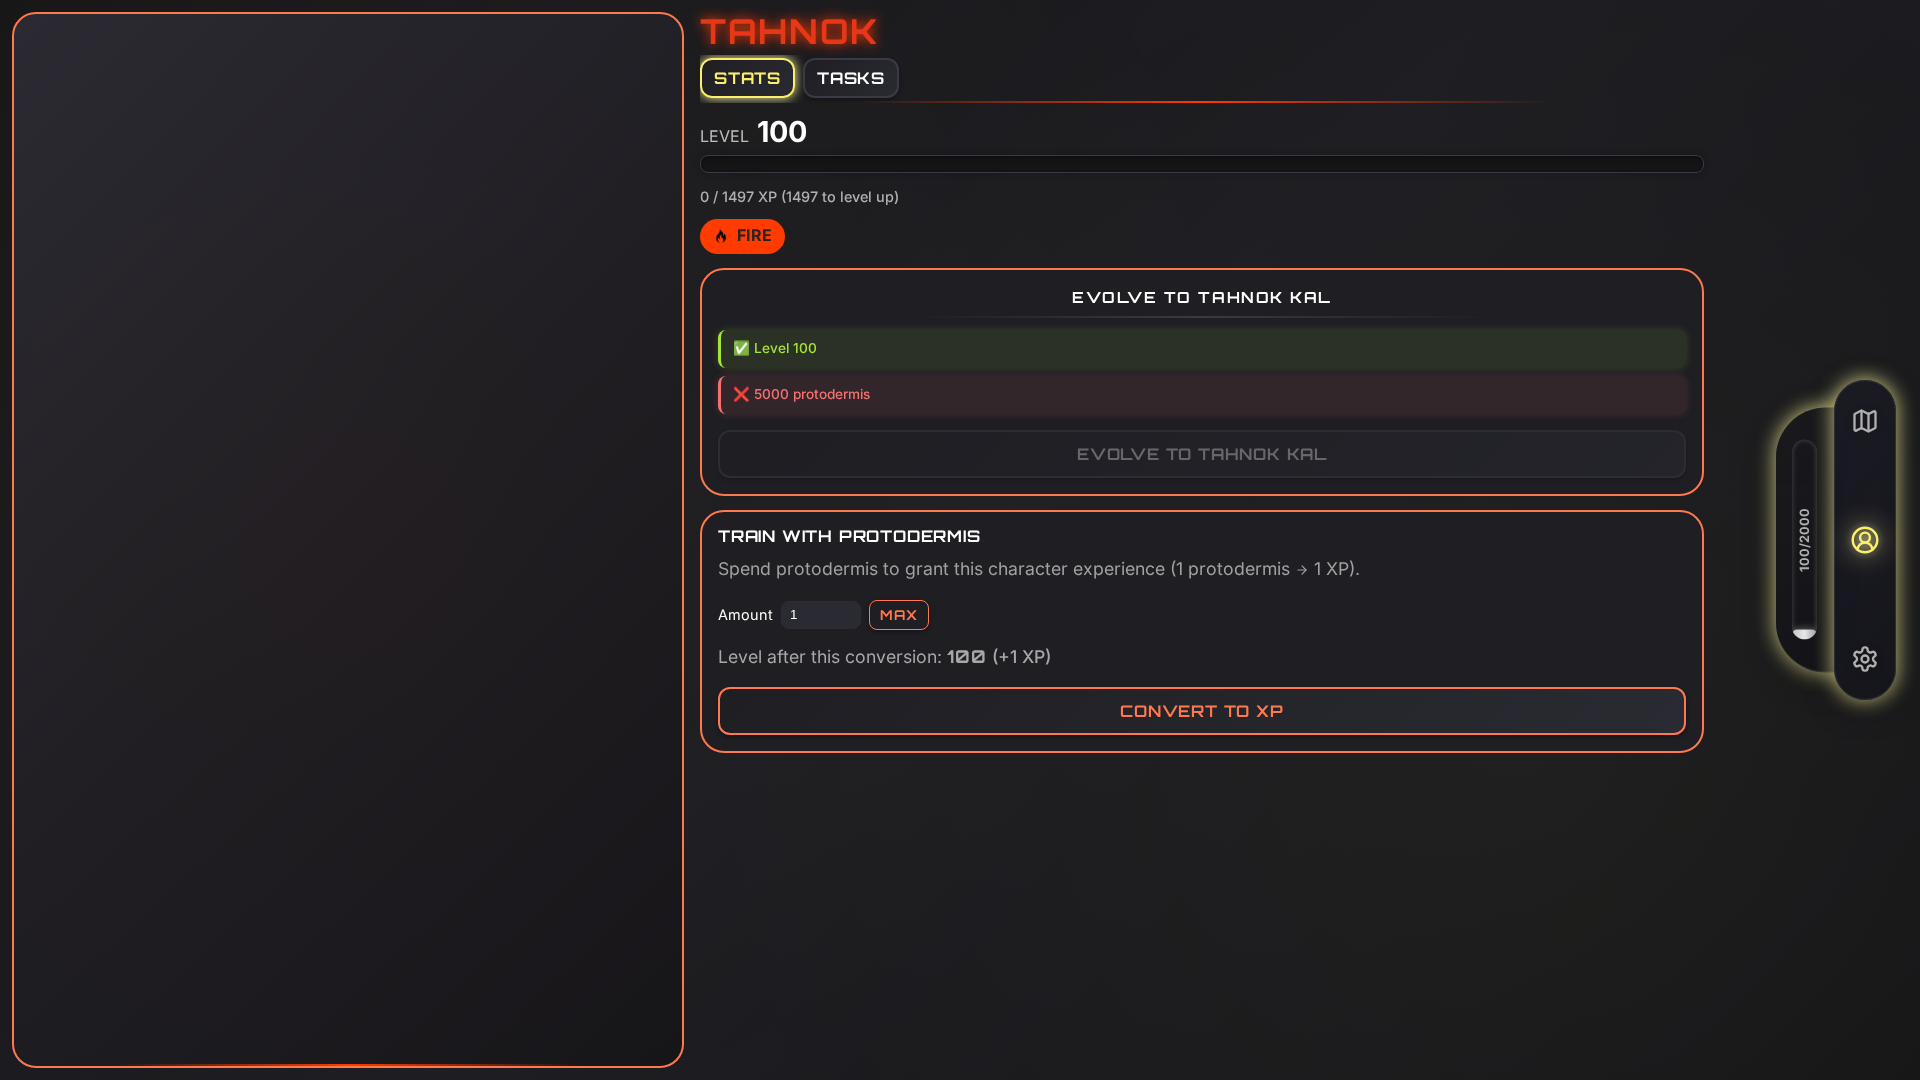 TAHNOK
STATS
TASKS
LEVEL 100
0 / 1497 XP (1497 to level up)
FIRE
EVOLVE TO TAHNOK KAL
✅ Level 100
❌ 5000 protodermis
EVOLVE TO TAHNOK KAL
TRAIN WITH PROTODERMIS
Spend protodermis to grant this character experience (1 protodermis → 1 XP).
Amount 1 MAX
Level after this conversion: 100 (+1 XP)
CONVERT TO XP
100/2000